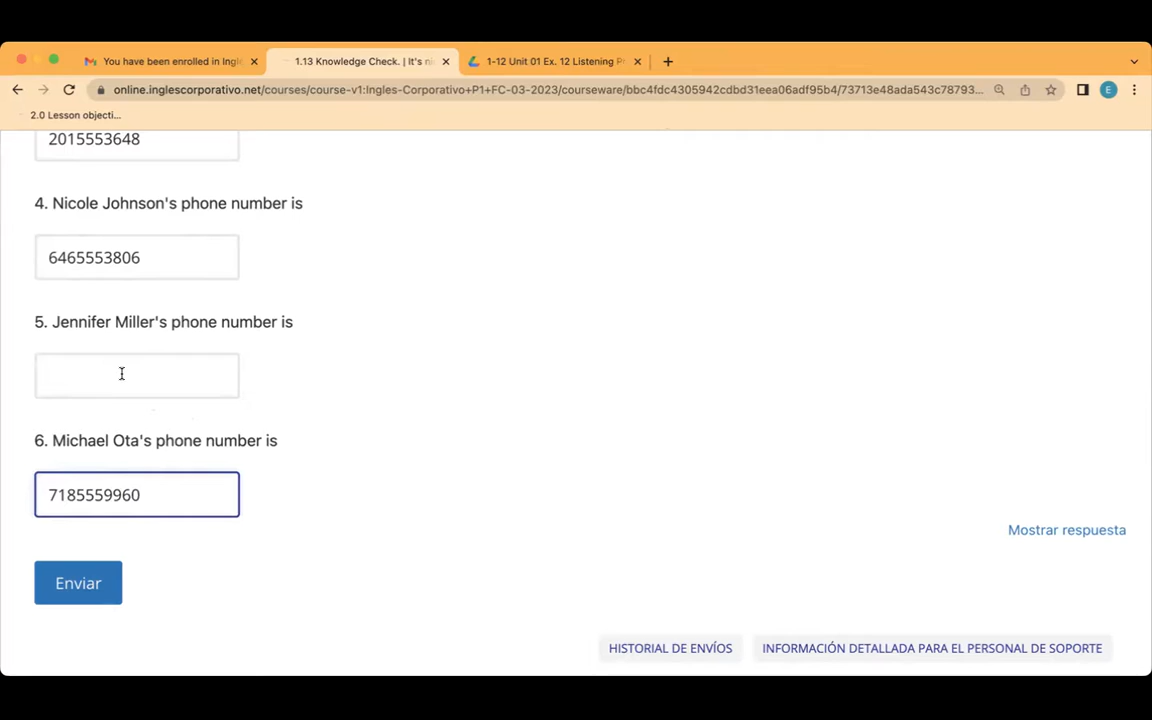 You have been enrolled in Ingle
1.13 Knowledge Check. | It's ni
1-12 Unit 01 Ex. 12 Listening P
online.inglescorporativo.net/courses/course-v1:Ingles-Corporativo+P1+FC-03-2023/courseware/bbc4fdc4305942cdbd31eea06adf95b4/73713e48ada543c78793...
E
2.0 Lesson objecti...
2015553648
4. Nicole Johnson's phone number is
6465553806
5. Jennifer Miller's phone number is
6. Michael Ota's phone number is
7185559960
Mostrar respuesta
Enviar
HISTORIAL DE ENVÍOS
INFORMACIÓN DETALLADA PARA EL PERSONAL DE SOPORTE